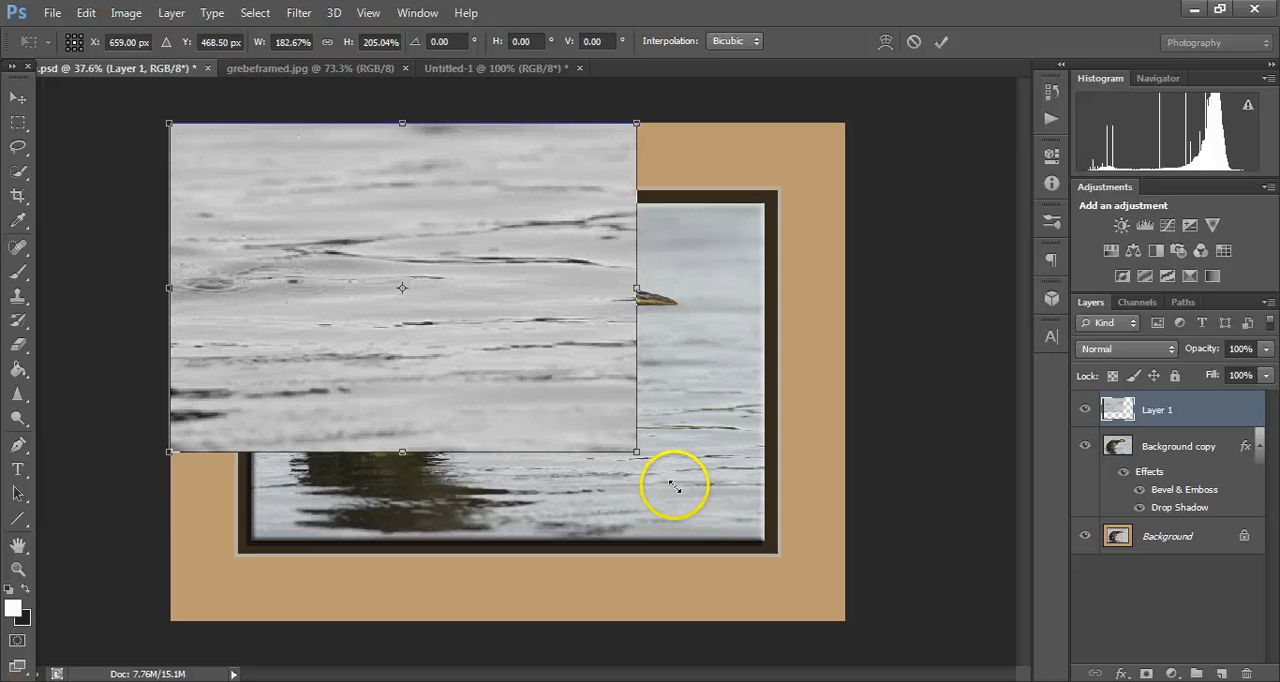 Ps File Edit Image Layer Type Select Filter 3D View Window Help
X: 659.00 px Y: 468.50 px W: 182.67% H: 205.04% 0.00 ° H: 0.00 ° V: 0.00 ° Interpolation: Bicubic Photography
.psd @ 37.6% (Layer 1, RGB/8*) * × grebeframed.jpg @ 73.3% (RGB/8) × Untitled-1 @ 100% (RGB/8*) * ×
Histogram Navigator
Adjustments
Add an adjustment
Layers Channels Paths
Kind
Normal Opacity: 100%
Lock: Fill: 100%
Layer 1
Background copy fx
Effects
Bevel & Emboss
Drop Shadow
Background
Doc: 7.76M/15.1M